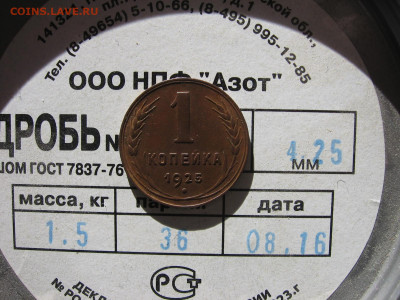 COINS.LAVE.RU
Тел. (8-49654) 5-10-66, (8-495) 995-12-85
ООО НПФ "Азот"
ДРОБЬ №
4.25
ГОСТ 7837-76
мм
1
КОПЕЙКА
1925
масса, кг
дата
1.5
36
08.16
РСТ